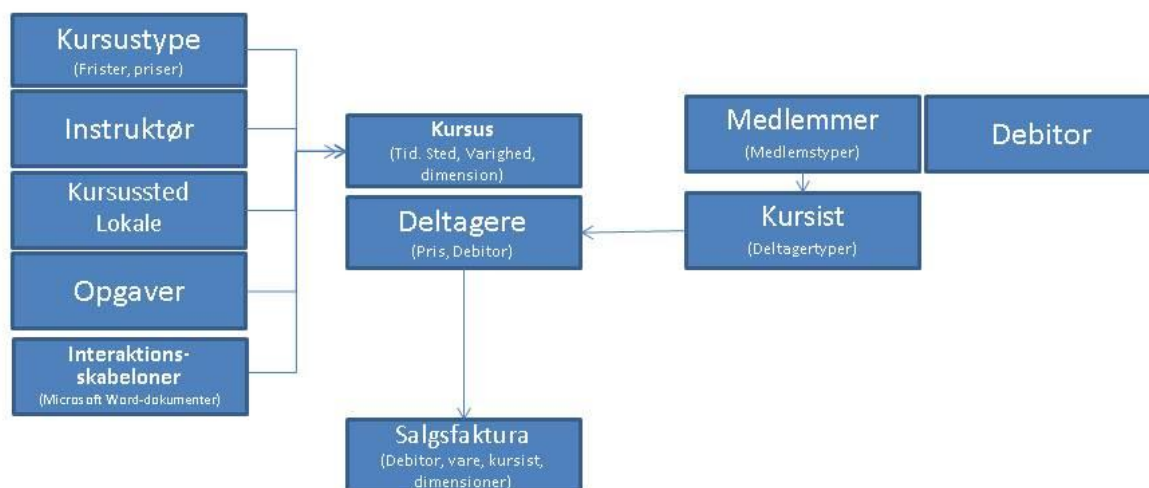 Kursustype
(Frister, priser)
Instruktør
Kursussted
Lokale
Opgaver
Interaktions-
skabeloner
(Microsoft Word-dokumenter)
Kursus
(Tid. Sted, Varighed,
dimension)
Deltagere
(Pris, Debitor)
Salgsfaktura
(Debitor, vare, kursist,
dimensioner)
Medlemmer
(Medlemstyper)
Debitor
Kursist
(Deltagertyper)